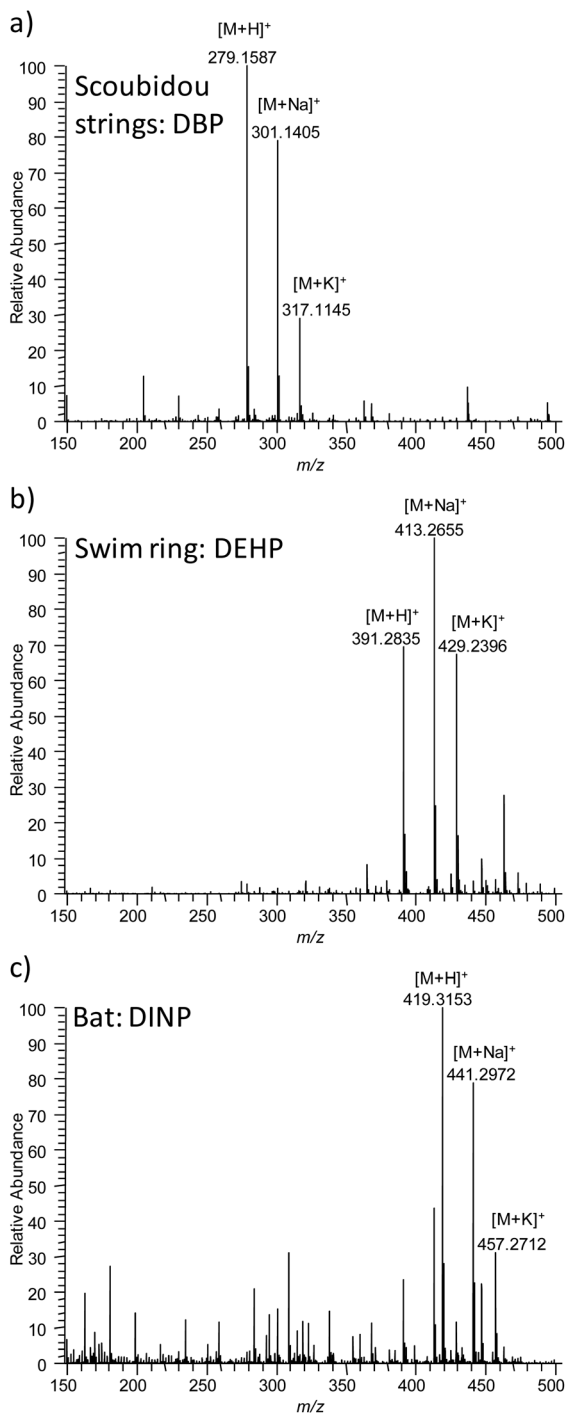 a)
[M+H]+
279.1587
Scoubidou
strings: DBP
[M+Na]+
301.1405
[M+K]+
317.1145
Relative Abundance
100
90
80
70
60
50
40
30
20
10
0
150 200 250 300 350 400 450 500
m/z
b)
[M+Na]+
413.2655
Swim ring: DEHP
[M+H]+
391.2835
[M+K]+
429.2396
Relative Abundance
100
90
80
70
60
50
40
30
20
10
0
150 200 250 300 350 400 450 500
m/z
c)
[M+H]+
419.3153
Bat: DINP
[M+Na]+
441.2972
[M+K]+
457.2712
Relative Abundance
100
90
80
70
60
50
40
30
20
10
0
150 200 250 300 350 400 450 500
m/z